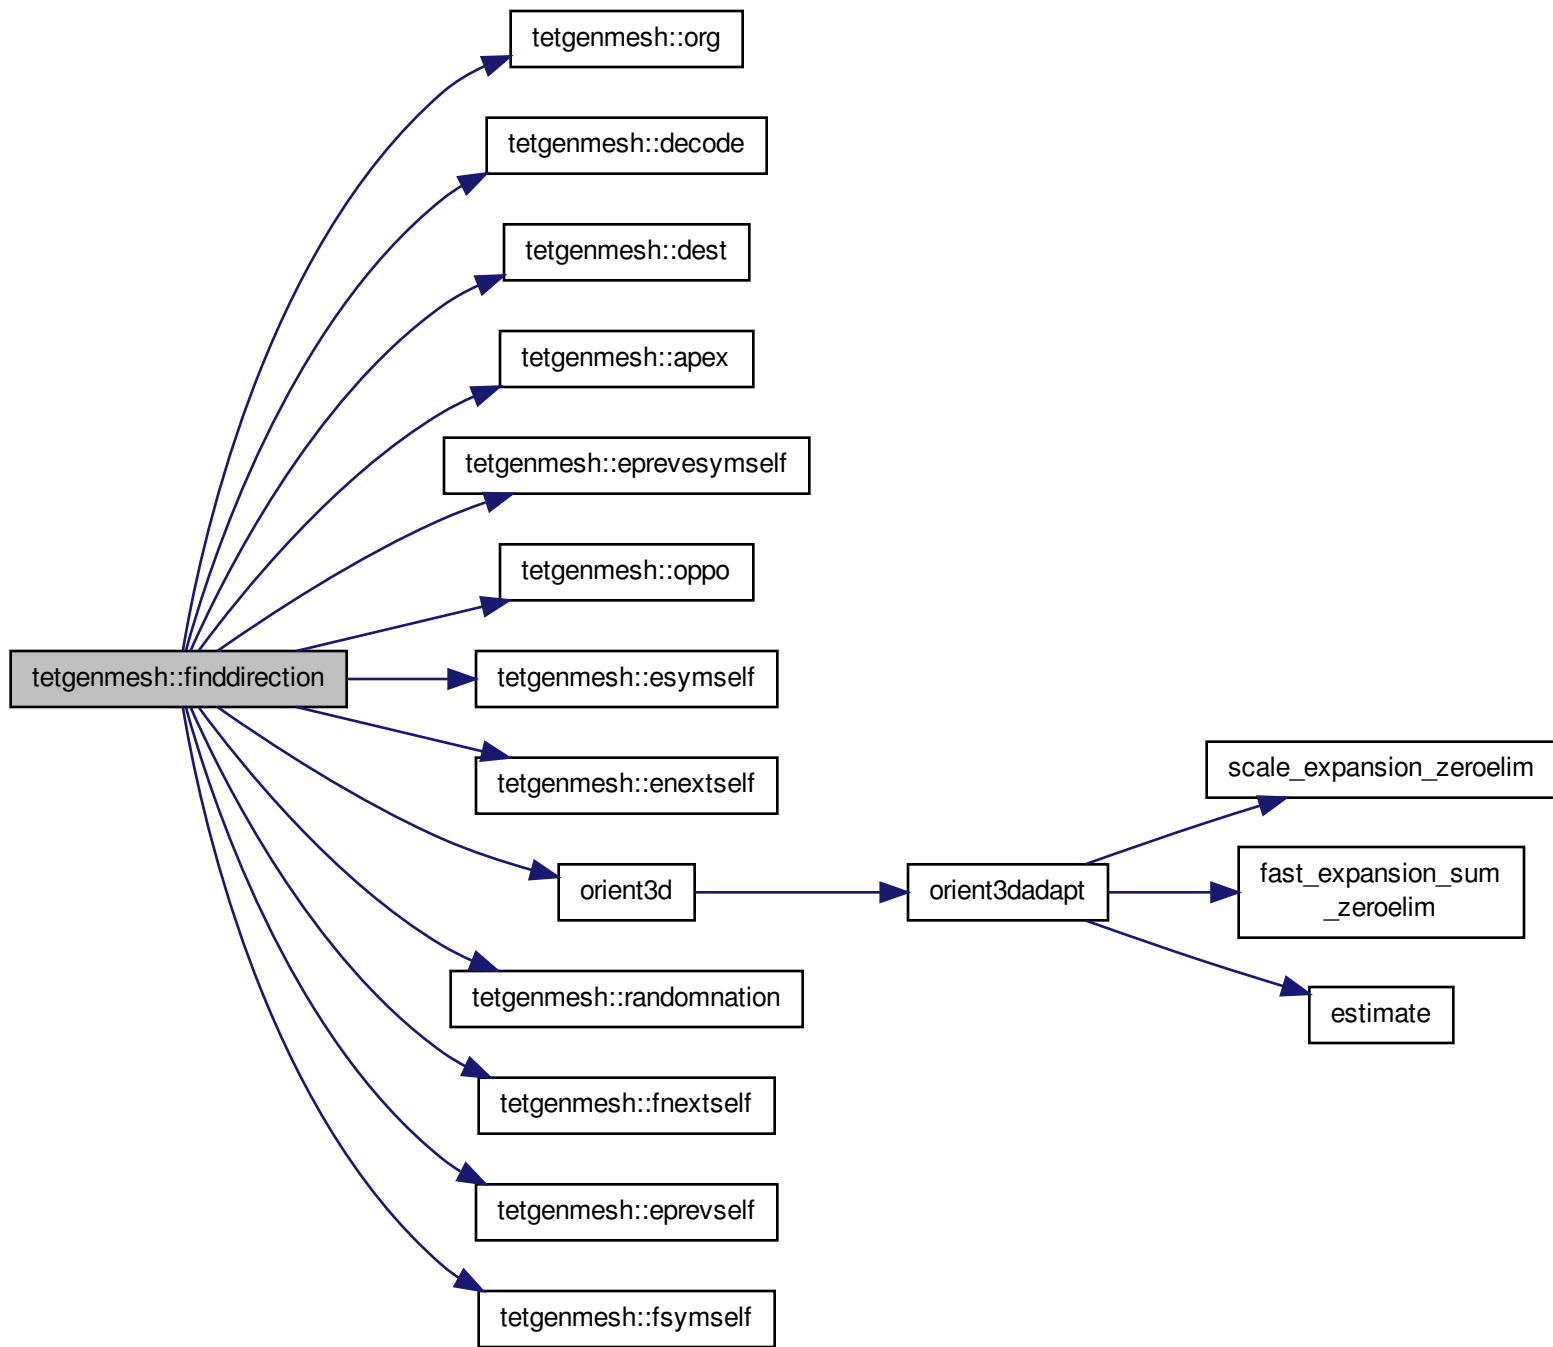 tetgenmesh::org
tetgenmesh::decode
tetgenmesh::dest
tetgenmesh::apex
tetgenmesh::eprevesymself
tetgenmesh::oppo
tetgenmesh::finddirection
tetgenmesh::esymself
tetgenmesh::enextself
orient3d
orient3dadapt
scale_expansion_zeroelim
fast_expansion_sum
_zeroelim
estimate
tetgenmesh::randomnation
tetgenmesh::fnextself
tetgenmesh::eprevself
tetgenmesh::fsymself